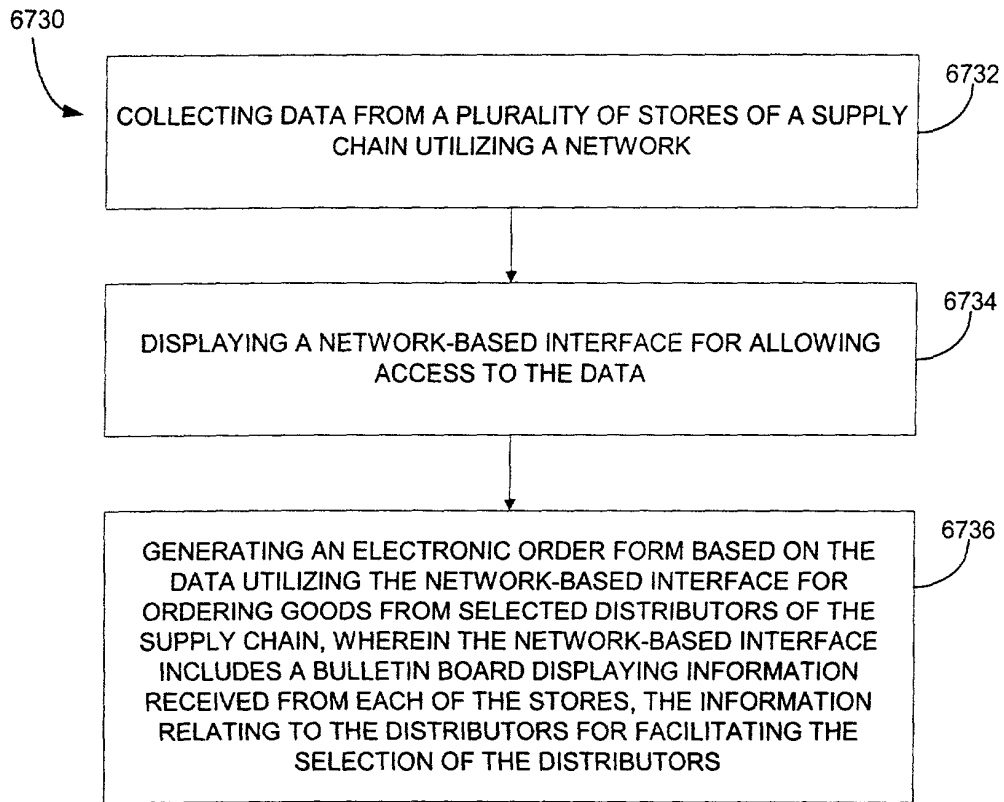 6730
6732
COLLECTING DATA FROM A PLURALITY OF STORES OF A SUPPLY
CHAIN UTILIZING A NETWORK
6734
DISPLAYING A NETWORK-BASED INTERFACE FOR ALLOWING
ACCESS TO THE DATA
6736
GENERATING AN ELECTRONIC ORDER FORM BASED ON THE
DATA UTILIZING THE NETWORK-BASED INTERFACE FOR
ORDERING GOODS FROM SELECTED DISTRIBUTORS OF THE
SUPPLY CHAIN, WHEREIN THE NETWORK-BASED INTERFACE
INCLUDES A BULLETIN BOARD DISPLAYING INFORMATION
RECEIVED FROM EACH OF THE STORES, THE INFORMATION
RELATING TO THE DISTRIBUTORS FOR FACILITATING THE
SELECTION OF THE DISTRIBUTORS